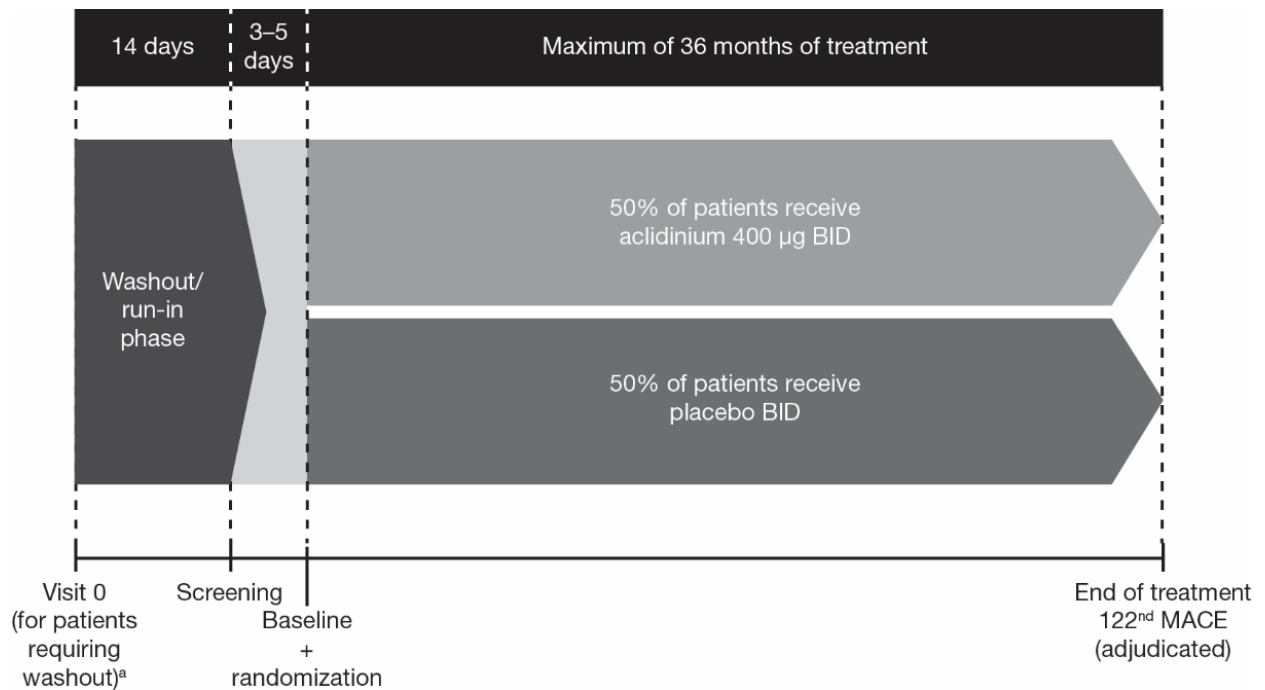 14 days
3–5
days
Maximum of 36 months of treatment
50% of patients receive
aclidinium 400 µg BID
Washout/
run-in
phase
50% of patients receive
placebo BID
Visit 0
(for patients
requiring
washout)ᵃ
Screening
Baseline
+
randomization
End of treatment
122ⁿᵈ MACE
(adjudicated)